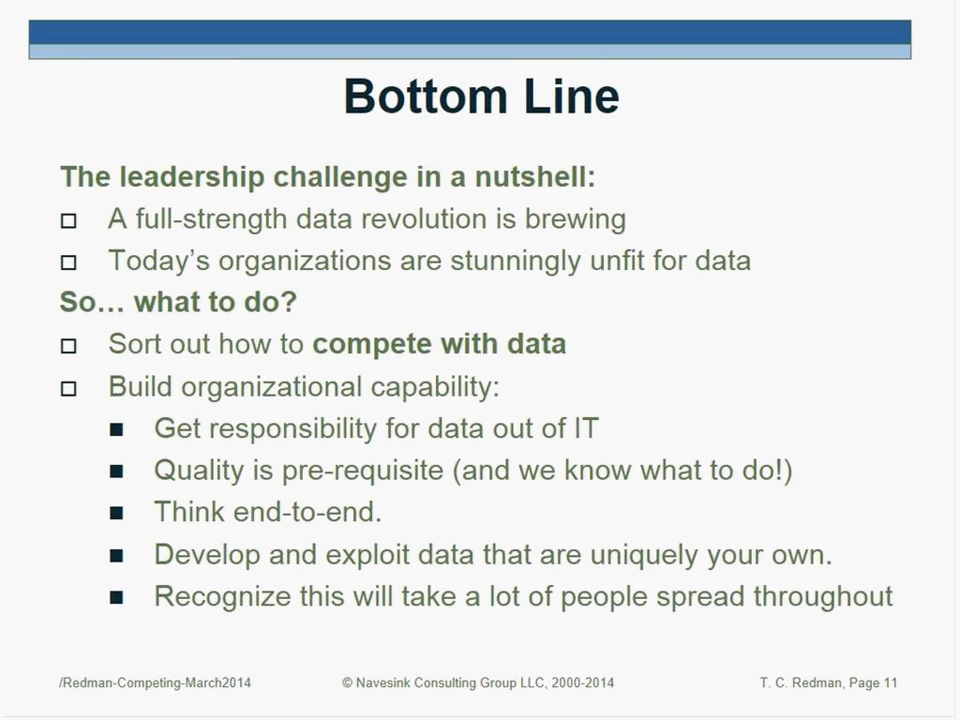 Bottom Line
The leadership challenge in a nutshell:
A full-strength data revolution is brewing
Today’s organizations are stunningly unfit for data
So… what to do?
Sort out how to compete with data
Build organizational capability:
Get responsibility for data out of IT
Quality is pre-requisite (and we know what to do!)
Think end-to-end.
Develop and exploit data that are uniquely your own.
Recognize this will take a lot of people spread throughout
/Redman-Competing-March2014 © Navesink Consulting Group LLC, 2000-2014 T. C. Redman, Page 11